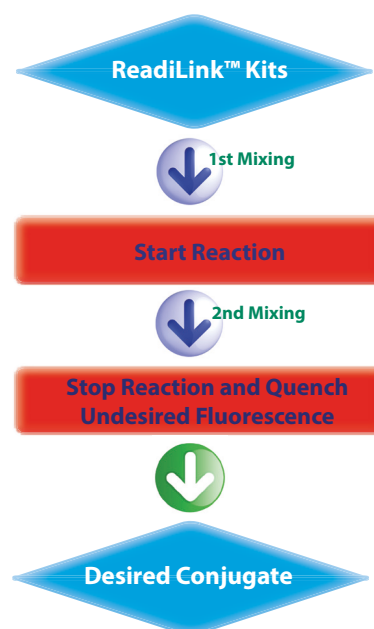 ReadiLink™ Kits
1st Mixing
Start Reaction
2nd Mixing
Stop Reaction and Quench
Undesired Fluorescence
Desired Conjugate